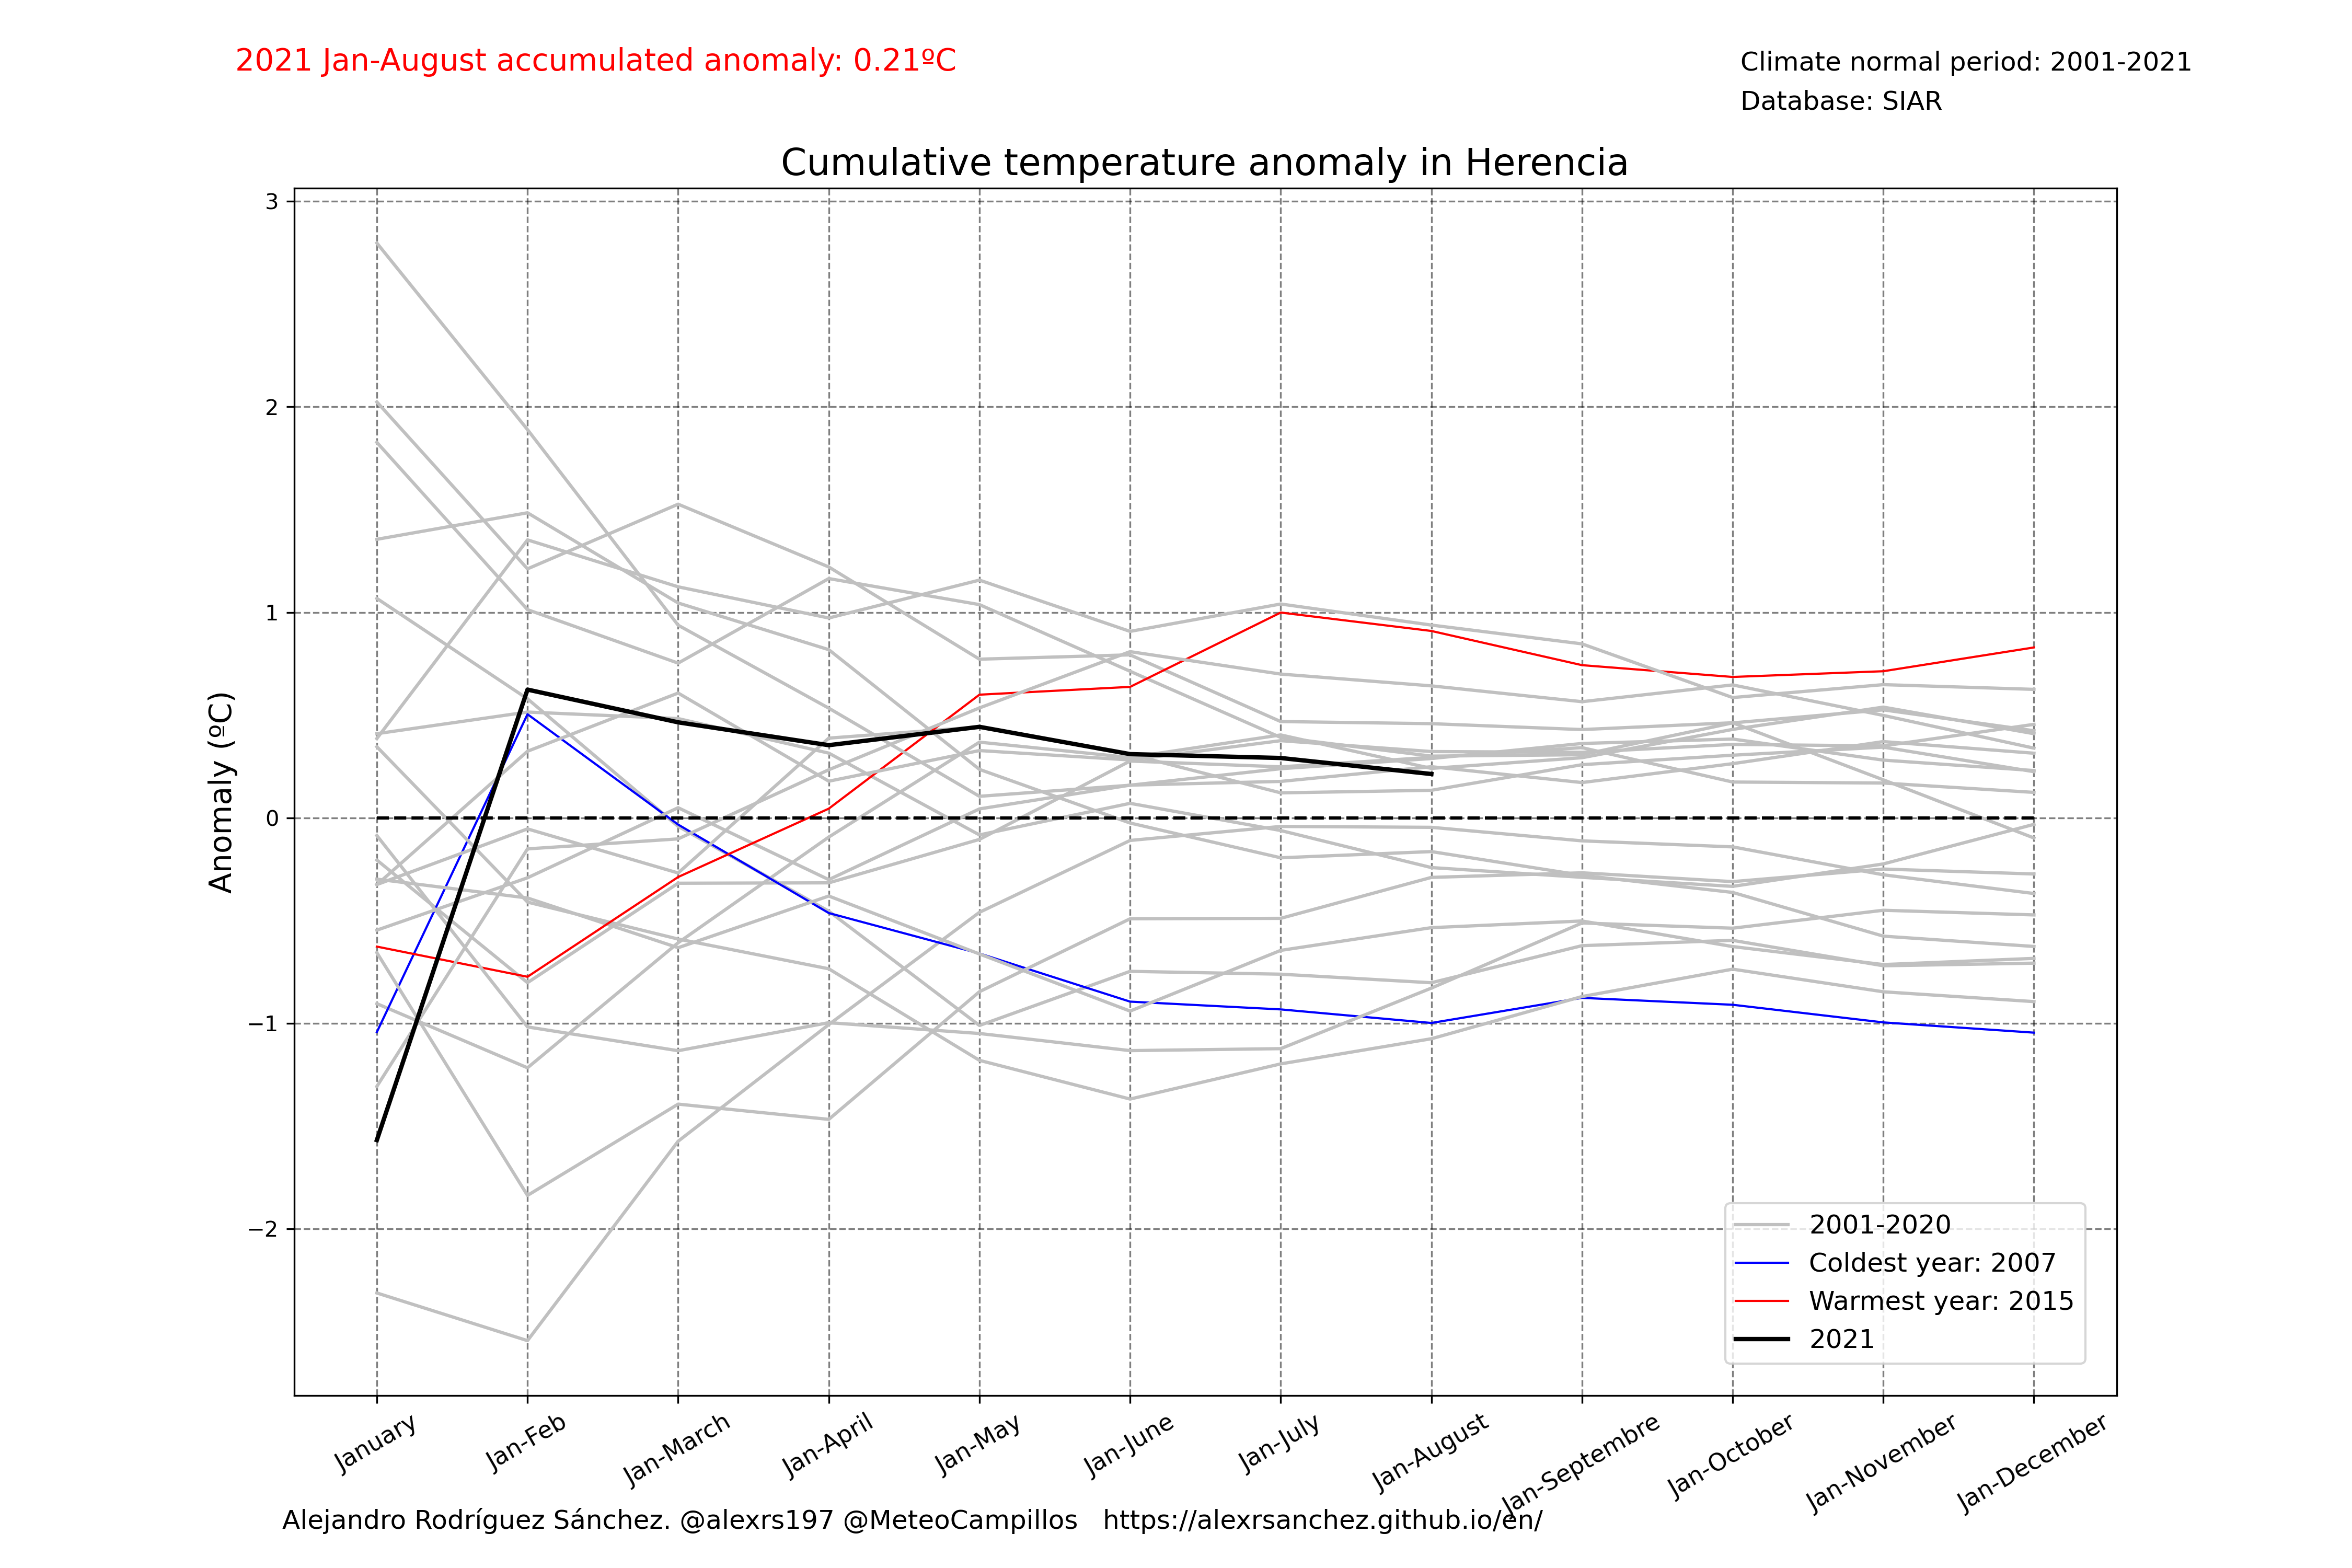 2021 Jan-August accumulated anomaly: 0.21ºC
Climate normal period: 2001-2021
Database: SIAR
Cumulative temperature anomaly in Herencia
Anomaly (ºC)
3
2
1
0
−1
−2
2001-2020
Coldest year: 2007
Warmest year: 2015
2021
January
Jan-Feb
Jan-March
Jan-April
Jan-May
Jan-June
Jan-July
Jan-August
Jan-Septembre
Jan-October
Jan-November
Jan-December
Alejandro Rodríguez Sánchez. @alexrs197 @MeteoCampillos   https://alexrsanchez.github.io/en/